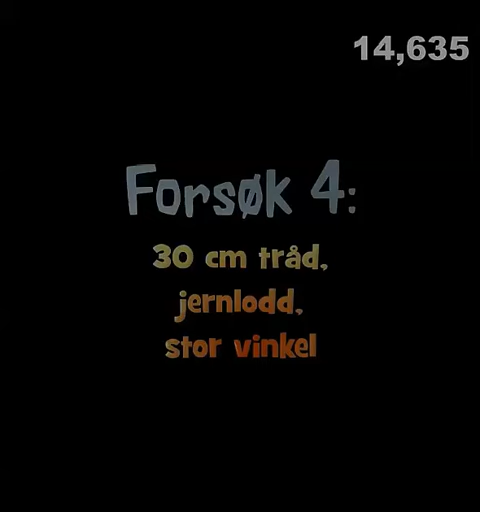 14,635
Forsøk 4:
30 cm tråd,
jernlodd,
stor vinkel